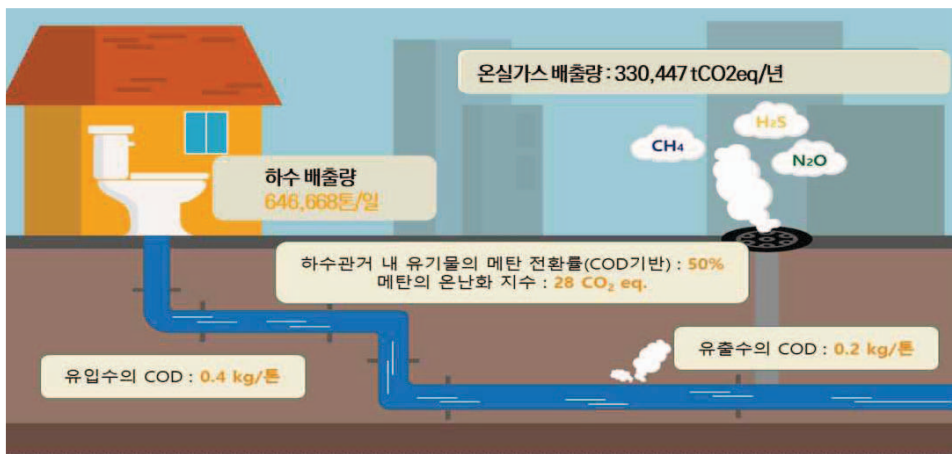 온실가스 배출량 : 330,447 tCO2eq/년
H₂S
CH₄
N₂O
하수 배출량
646,668톤/일
하수관거 내 유기물의 메탄 전환률(COD기반) : 50%
메탄의 온난화 지수 : 28 CO₂ eq.
유출수의 COD : 0.2 kg/톤
유입수의 COD : 0.4 kg/톤